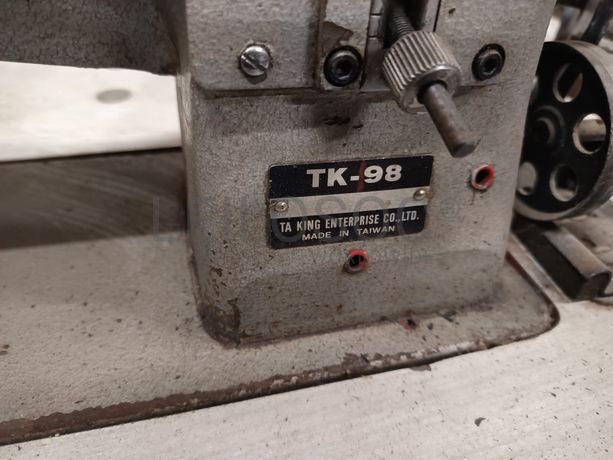 TK-98
TA KING ENTERPRISE CO.,LTD.
MADE IN TAIWAN